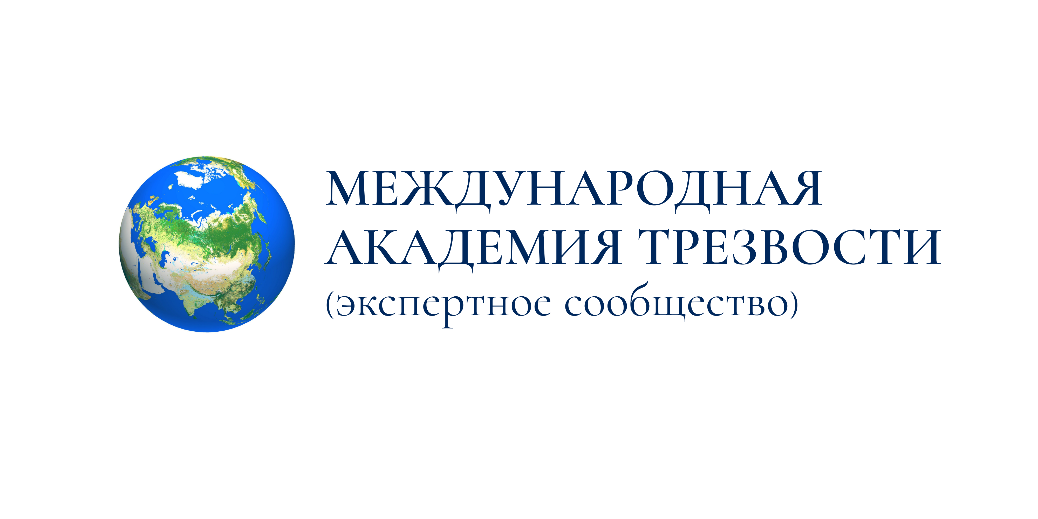 МЕЖДУНАРОДНАЯ
АКАДЕМИЯ ТРЕЗВОСТИ
(экспертное сообщество)